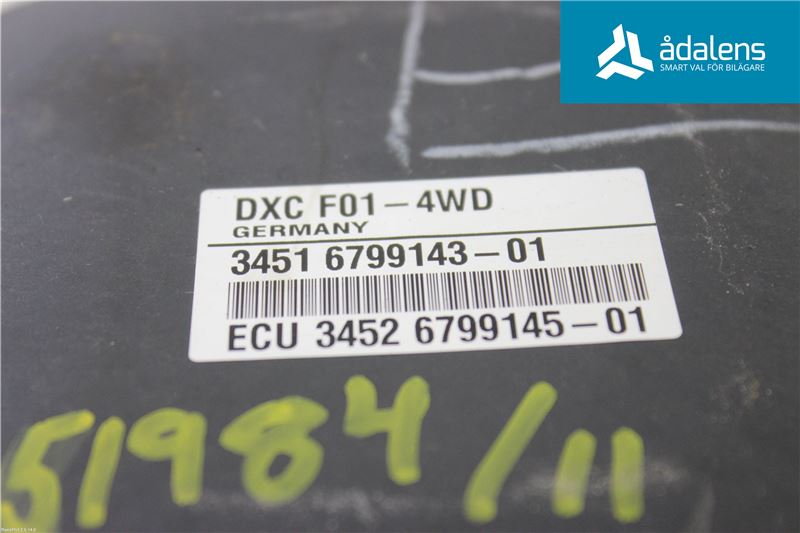 ådalens
SMART VAL FÖR BILÄGARE
DXC F01-4WD
GERMANY
3451 6799143-01
ECU 3452 6799145-01
51984/11